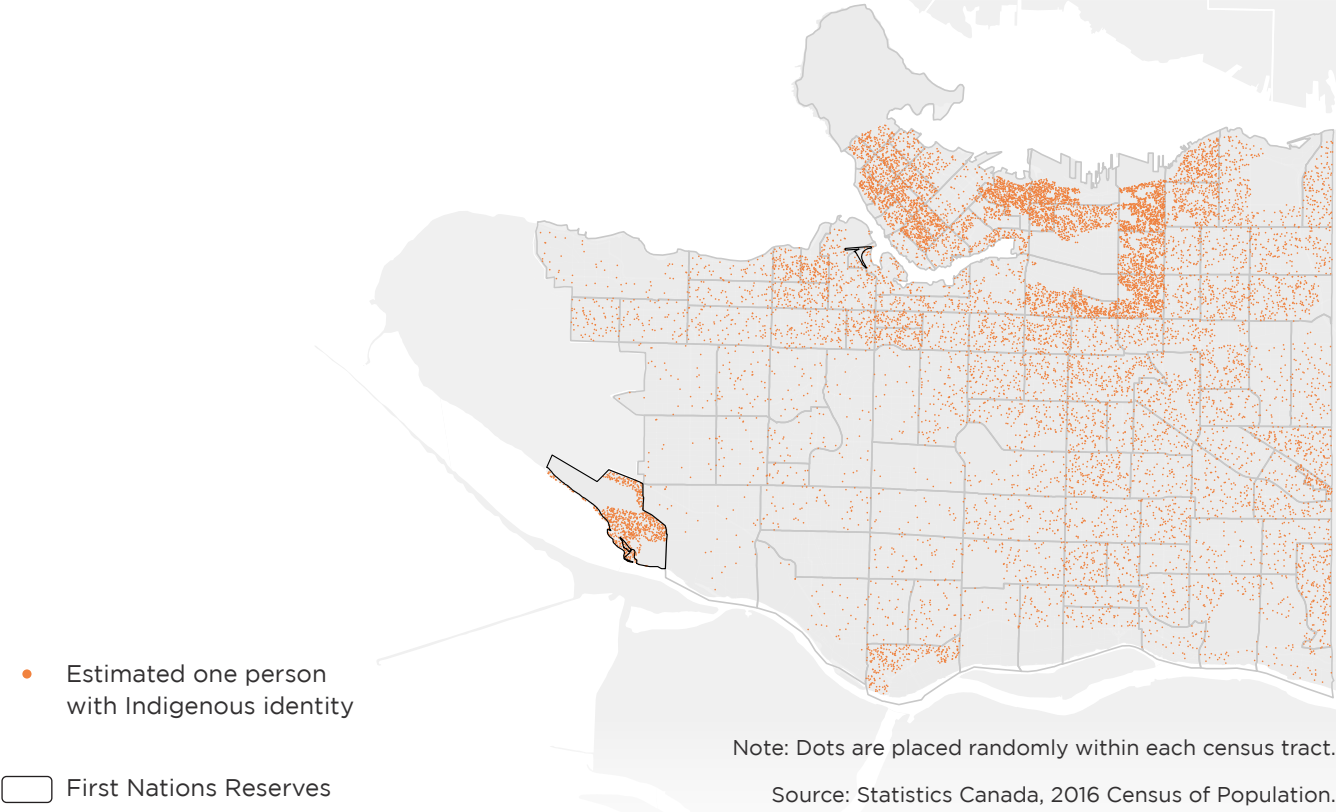 Estimated one person
with Indigenous identity
First Nations Reserves
Note: Dots are placed randomly within each census tract.
Source: Statistics Canada, 2016 Census of Population.